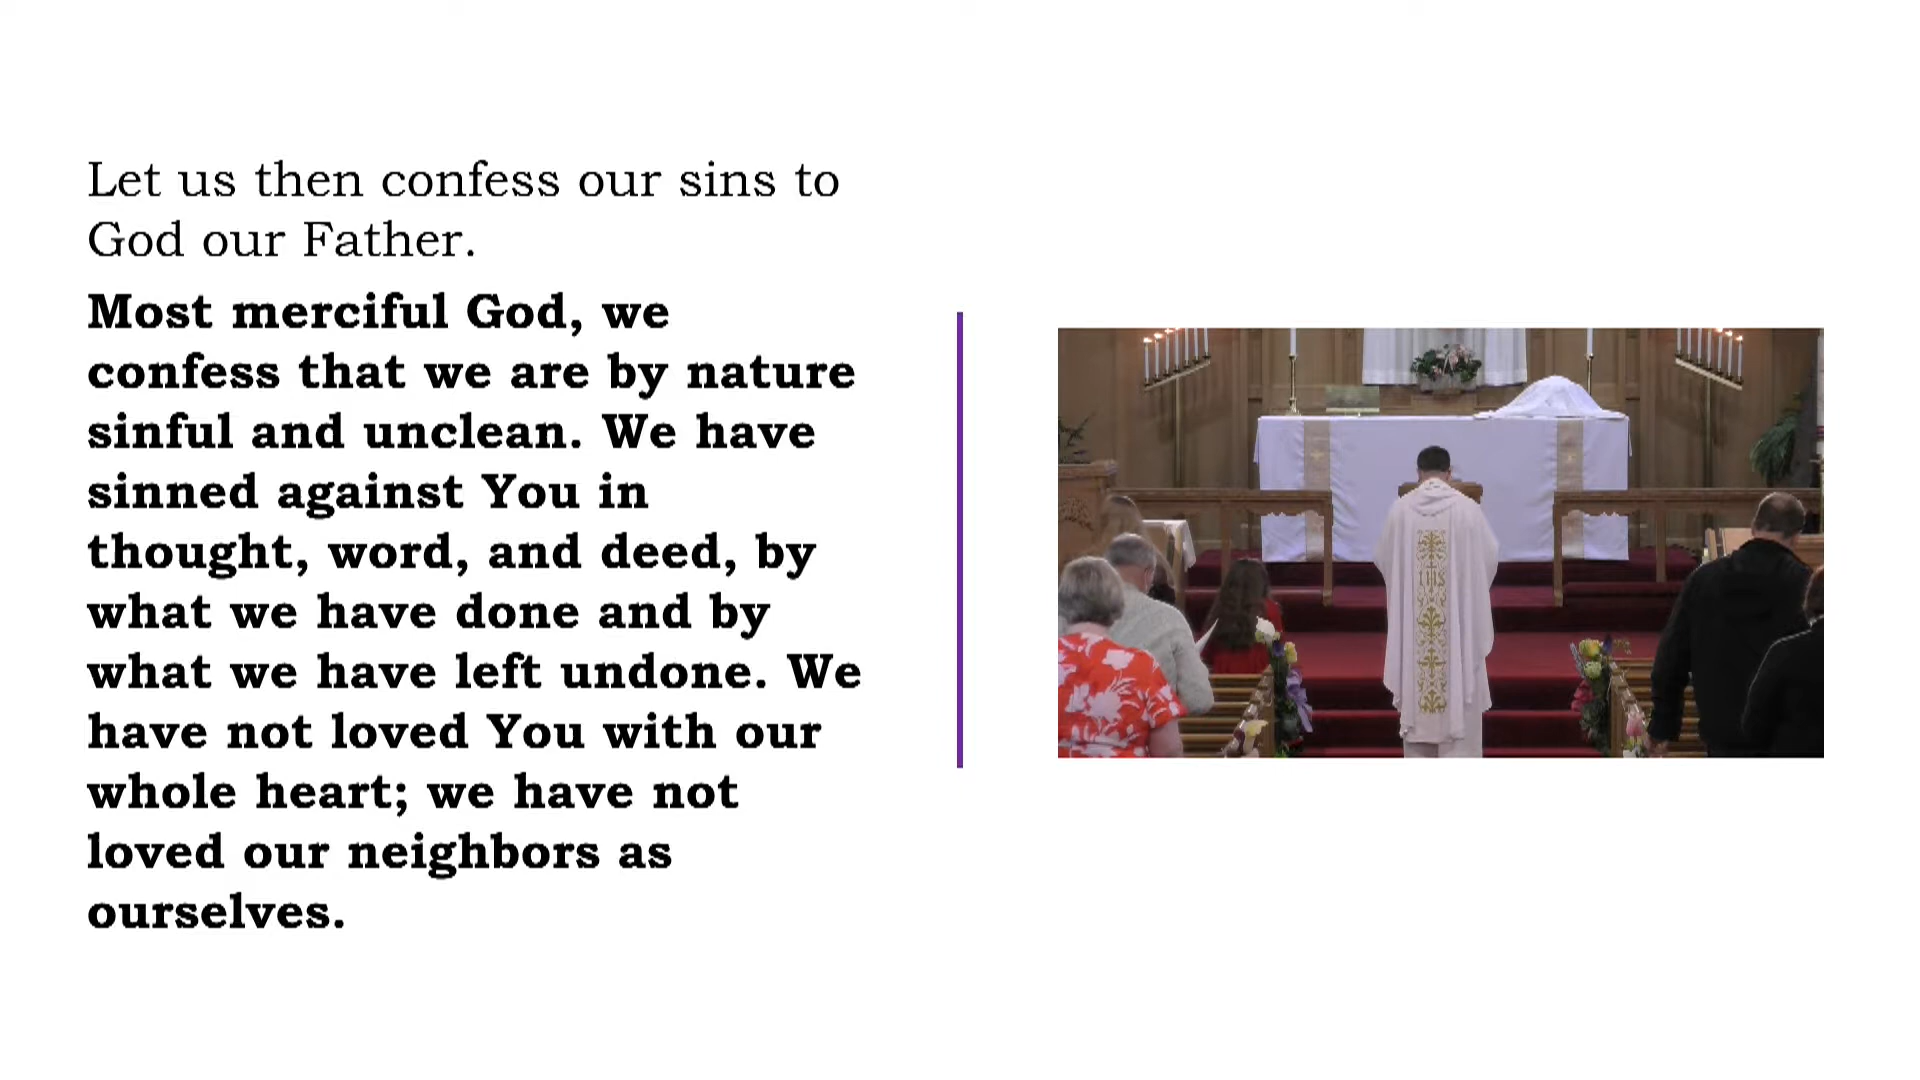 Let us then confess our sins to
God our Father.
Most merciful God, we
confess that we are by nature
sinful and unclean. We have
sinned against You in
thought, word, and deed, by
what we have done and by
what we have left undone. We
have not loved You with our
whole heart; we have not
loved our neighbors as
ourselves.
IHS